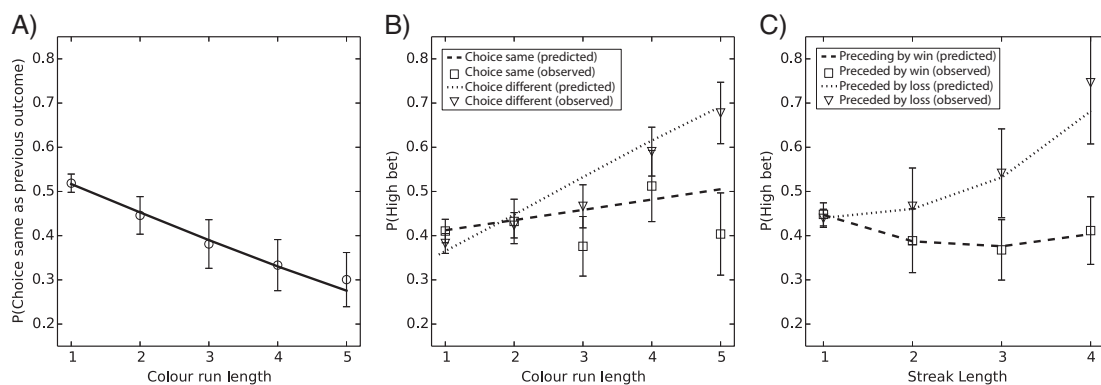 A)
P(Choice same as previous outcome)
0.8
0.7
0.6
0.5
0.4
0.3
0.2
1 2 3 4 5
Colour run length
B)
P(High bet)
0.8
0.7
0.6
0.5
0.4
0.3
0.2
Choice same (predicted)
Choice same (observed)
Choice different (predicted)
Choice different (observed)
1 2 3 4 5
Colour run length
C)
P(High bet)
0.8
0.7
0.6
0.5
0.4
0.3
0.2
Preceding by win (predicted)
Preceded by win (observed)
Preceded by loss (predicted)
Preceded by loss (observed)
1 2 3 4
Streak Length